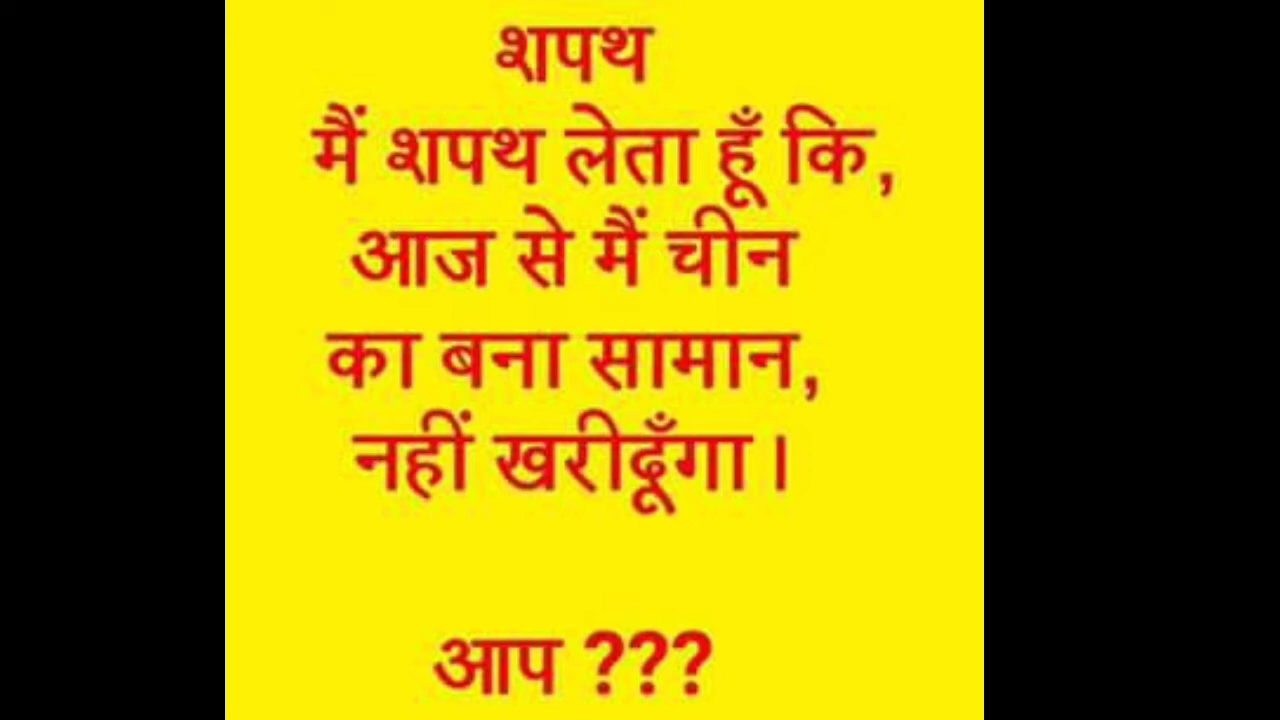 शपथ
मैं शपथ लेता हूँ कि,
आज से मैं चीन
का बना सामान,
नहीं खरीदूँगा।
आप ???